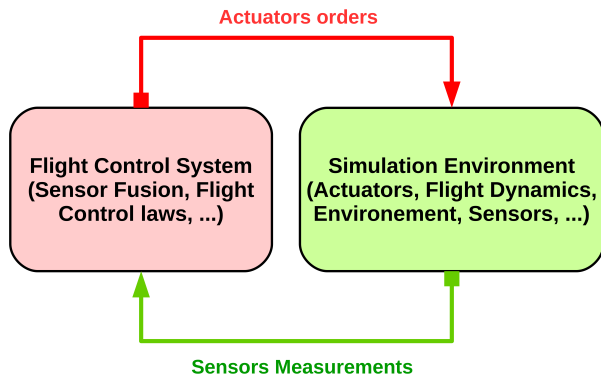 Actuators orders
Flight Control System
(Sensor Fusion, Flight
Control laws, ...)
Simulation Environment
(Actuators, Flight Dynamics,
Environement, Sensors, ...)
Sensors Measurements